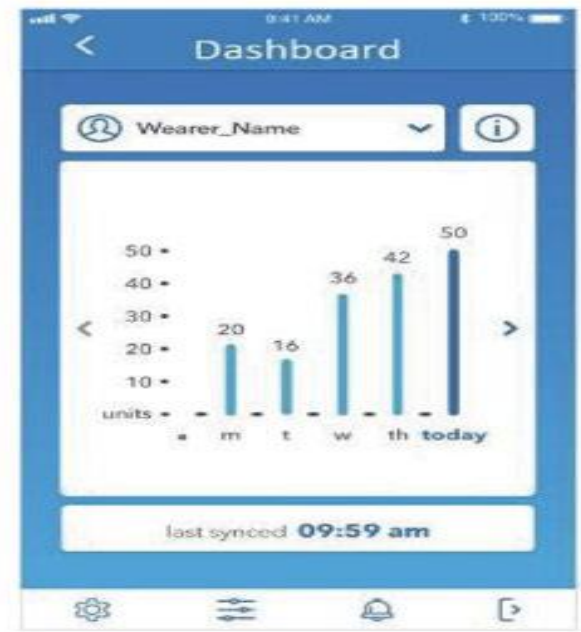 9:41 AM 100%
Dashboard
Wearer_Name
50
50
42
40
36
30
20
20
16
10
units
m t w th today
last synced 09:59 am